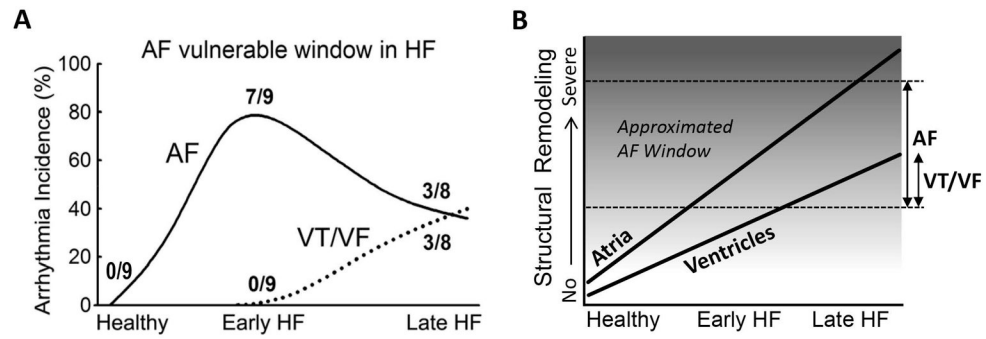 A
AF vulnerable window in HF
Arrhythmia Incidence (%)
100
80
60
40
20
0
0/9
7/9
AF
3/8
VT/VF
3/8
0/9
Healthy
Early HF
Late HF
B
Structural Remodeling
No
Severe
Approximated
AF Window
Atria
Ventricles
AF
VT/VF
Healthy
Early HF
Late HF